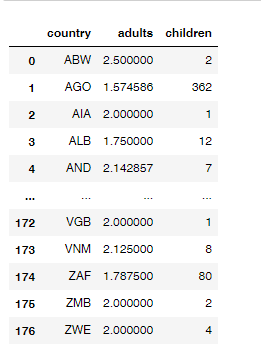 country adults children
0 ABW 2.500000 2
1 AGO 1.574586 362
2 AIA 2.000000 1
3 ALB 1.750000 12
4 AND 2.142857 7
... ... ... ...
172 VGB 2.000000 1
173 VNM 2.125000 8
174 ZAF 1.787500 80
175 ZMB 2.000000 2
176 ZWE 2.000000 4